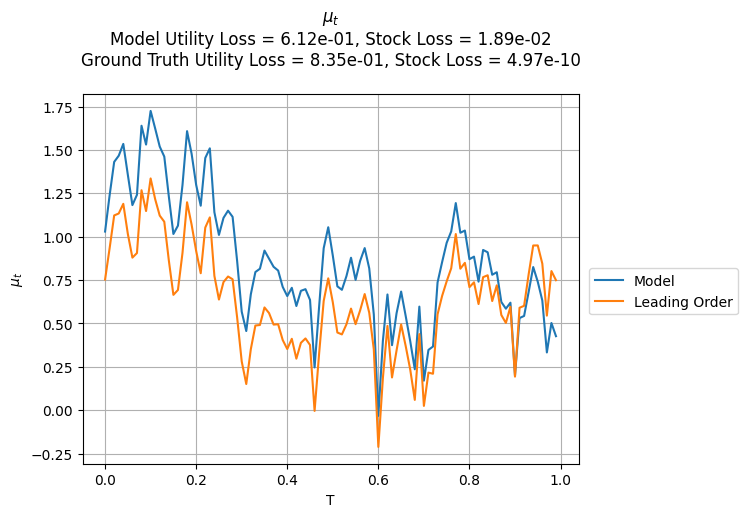 μt
Model Utility Loss = 6.12e-01, Stock Loss = 1.89e-02
Ground Truth Utility Loss = 8.35e-01, Stock Loss = 4.97e-10
1.75
1.50
1.25
1.00
0.75
0.50
0.25
0.00
−0.25
μt
0.0 0.2 0.4 0.6 0.8 1.0
T
Model
Leading Order